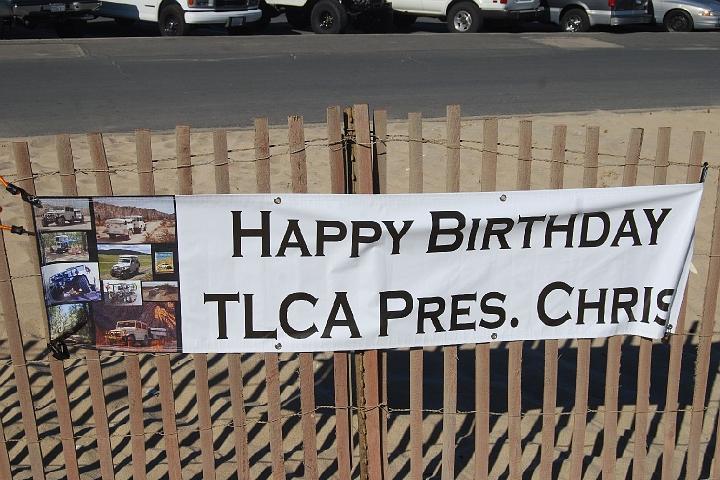 HAPPY BIRTHDAY
TLCA PRES. CHRIS